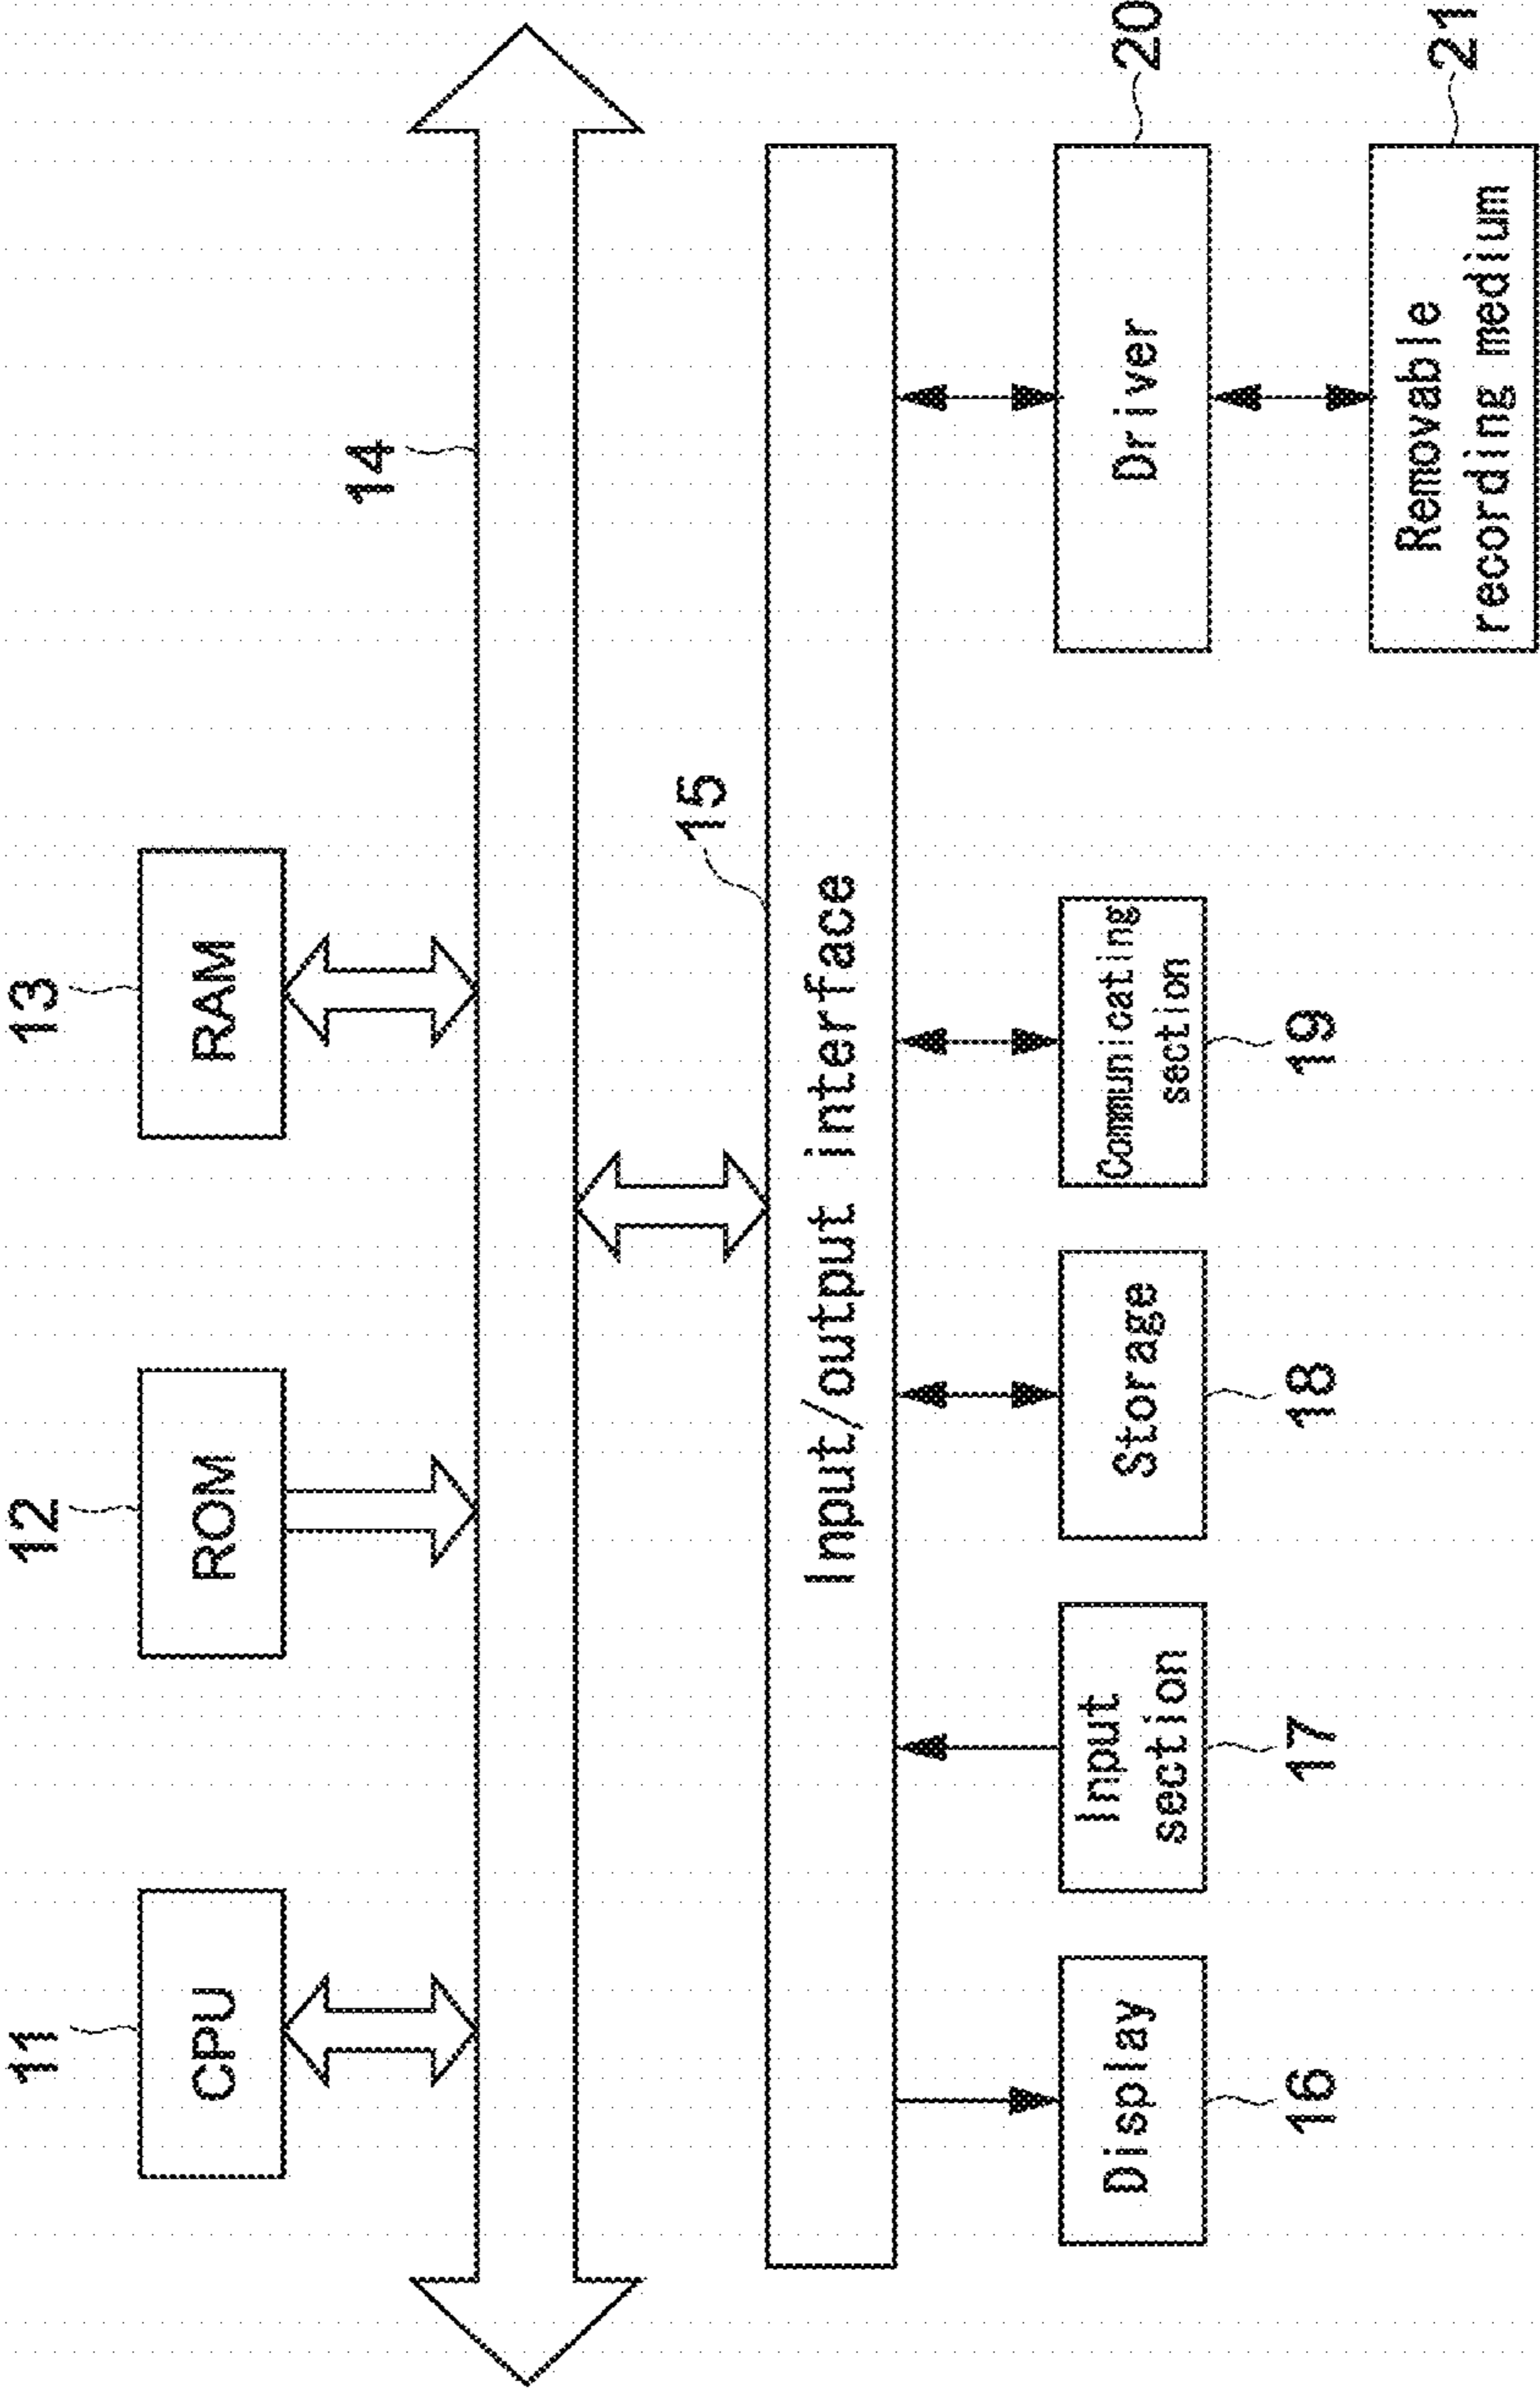 11
12
13
CPU
ROM
RAM
14
15
Input/output interface
Display
Input
section
Storage
Communicating
section
Driver
20
16
17
18
19
Removable
recording medium
21